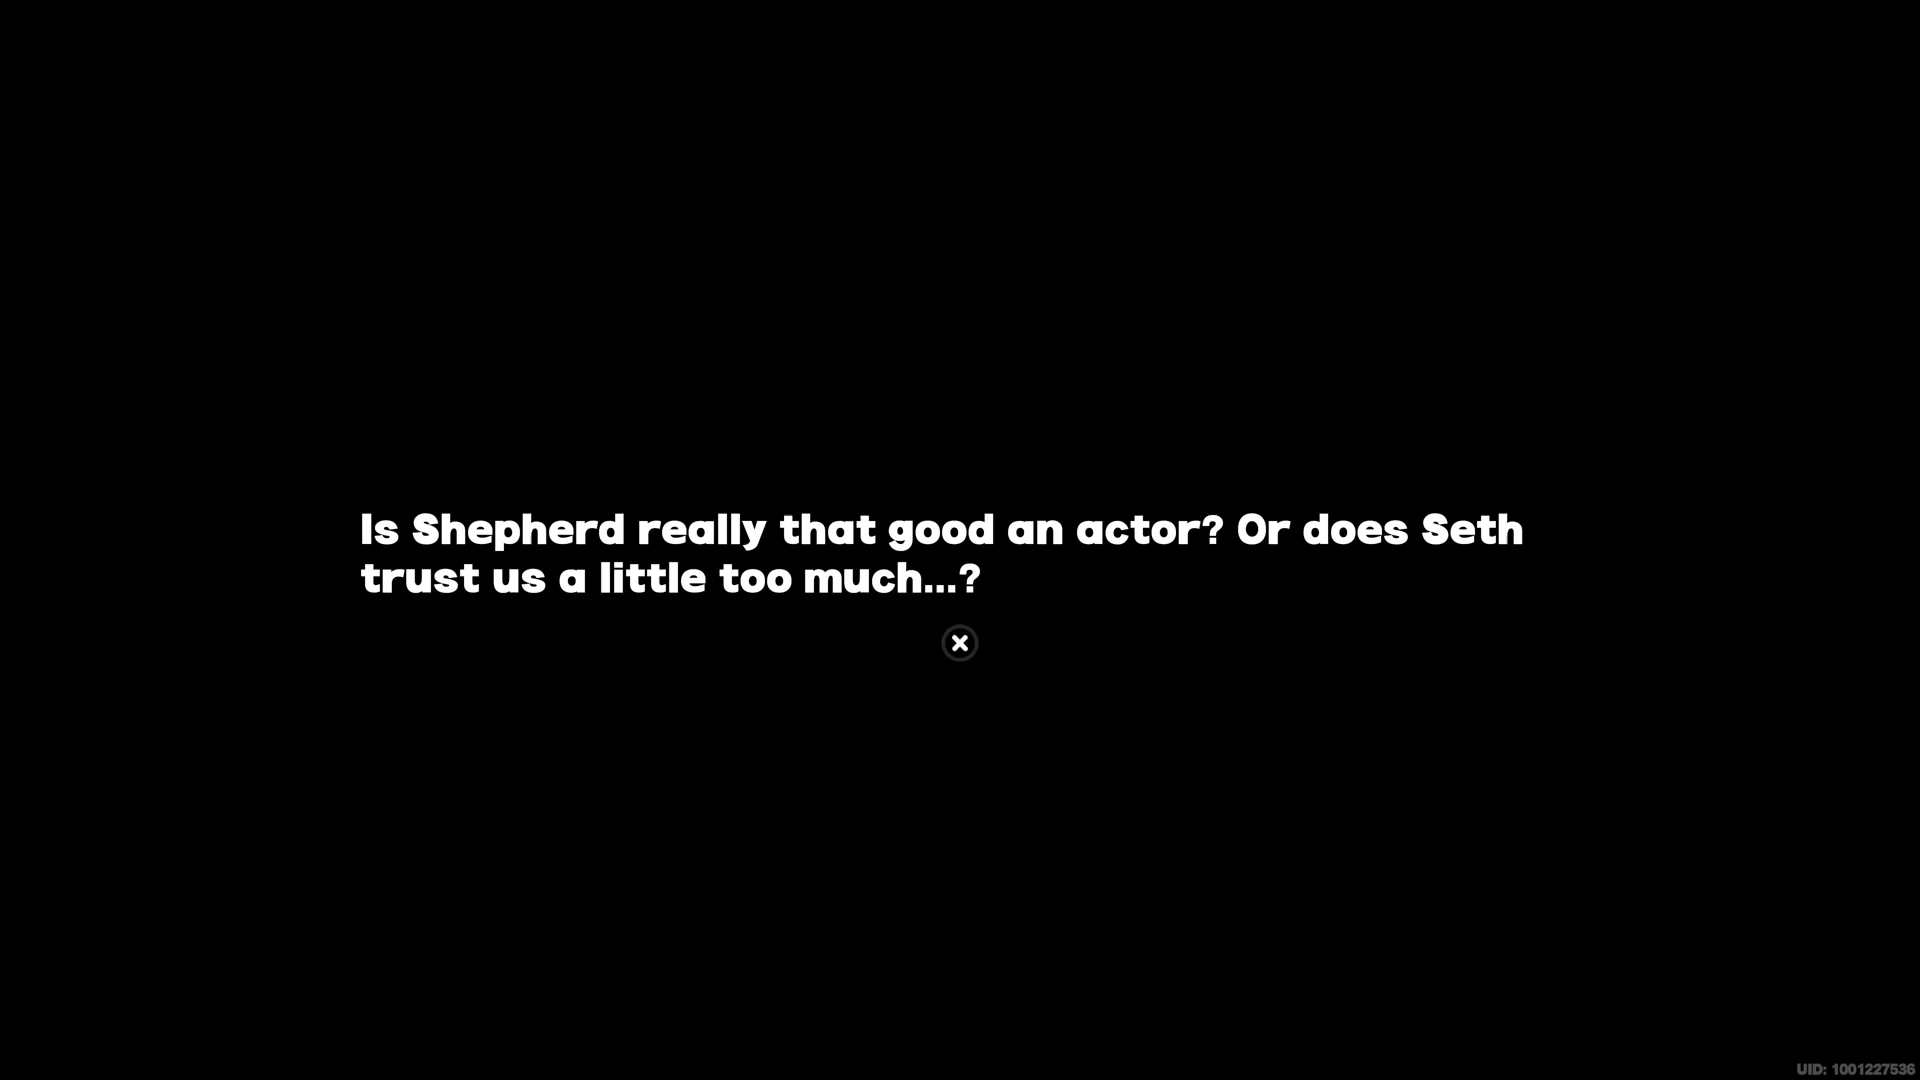 Is Shepherd really that good an actor? Or does Seth
trust us a little too much...?
UID: 1001227536